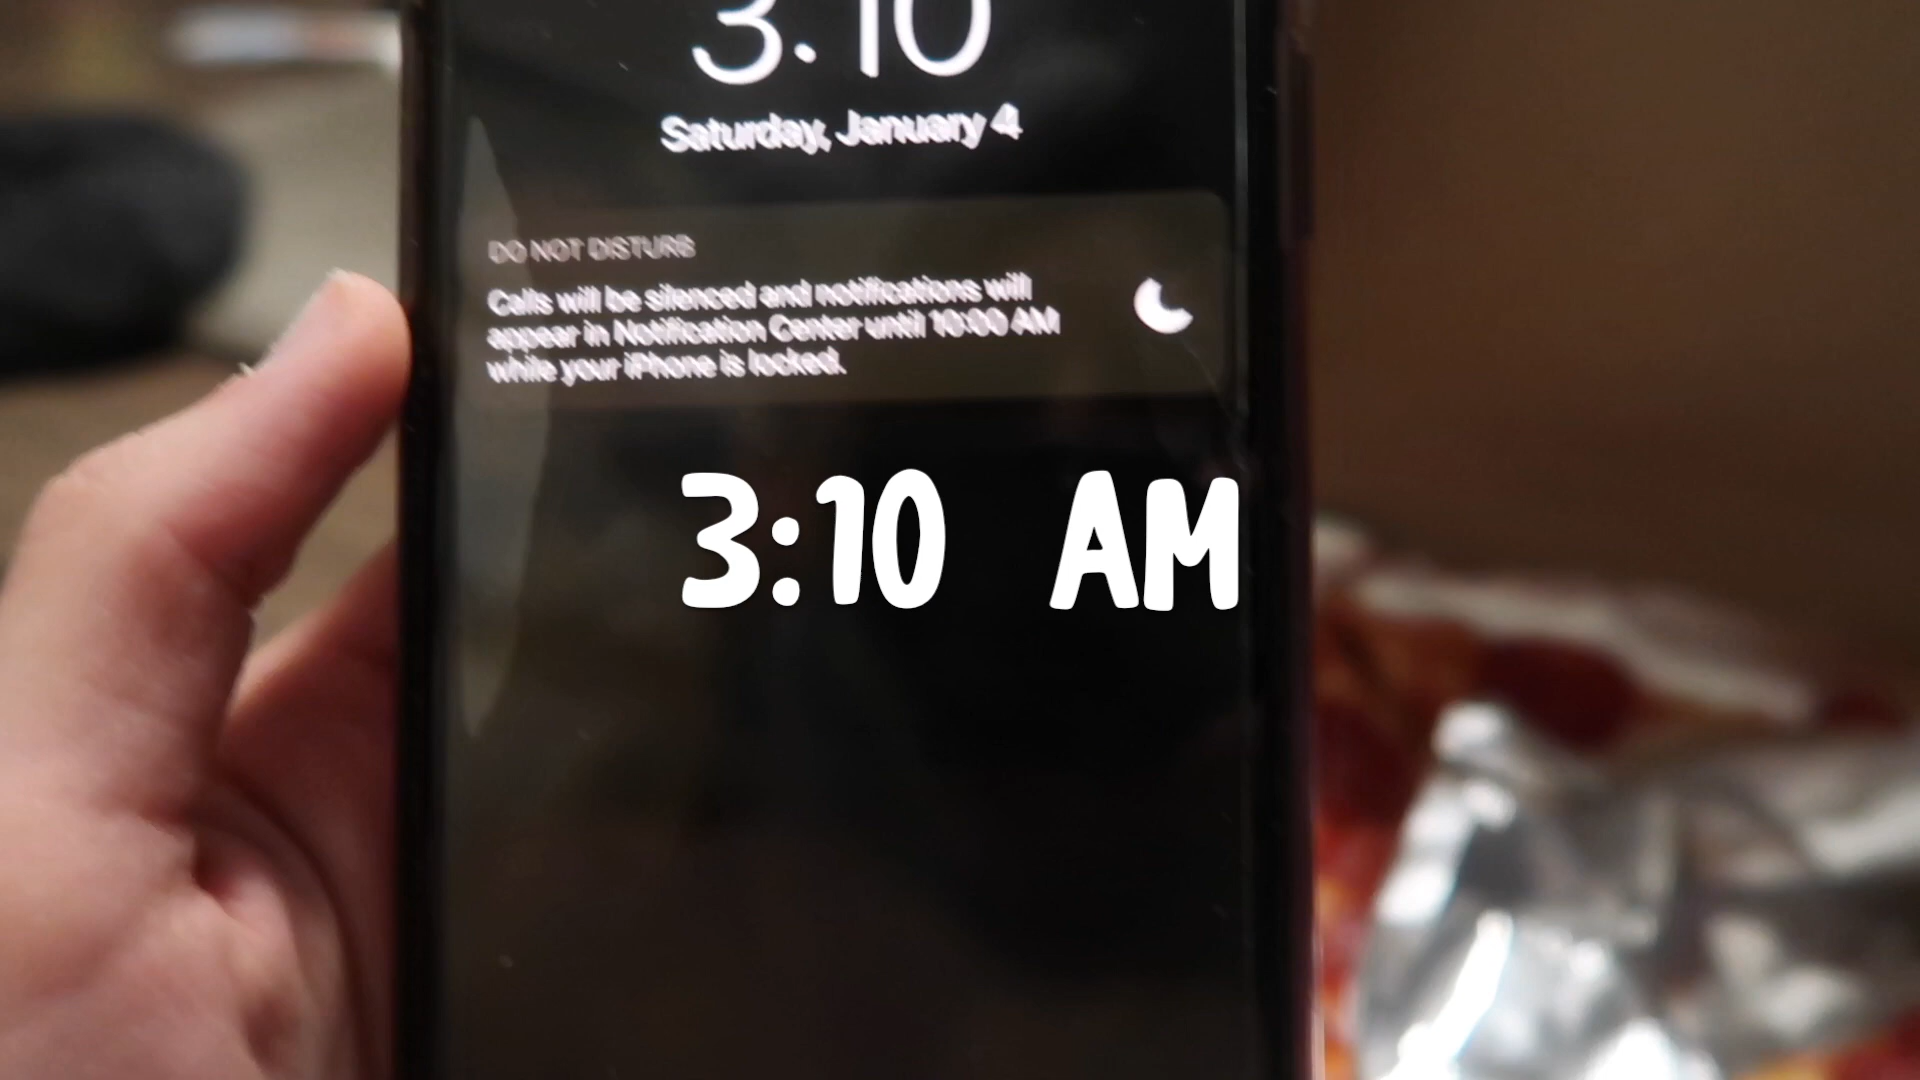 3:10
Saturday, January 4
DO NOT DISTURB
Calls will be silenced and notifications will
appear in Notification Center until 10:00 AM
while your iPhone is locked.
3:10 AM